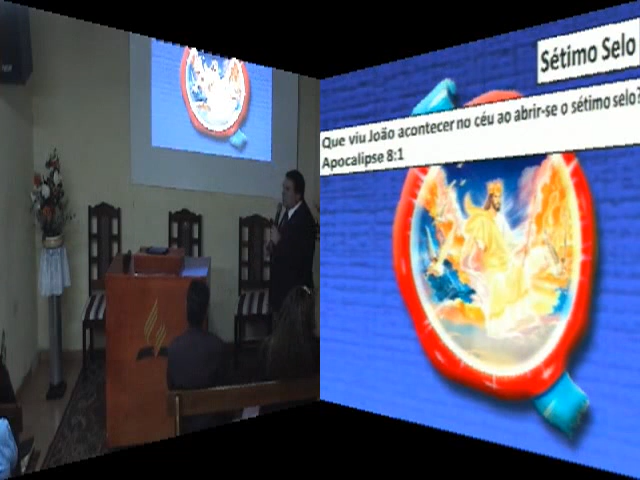 Sétimo Selo
Que viu João acontecer no céu ao abrir-se o sétimo selo?
Apocalipse 8:1